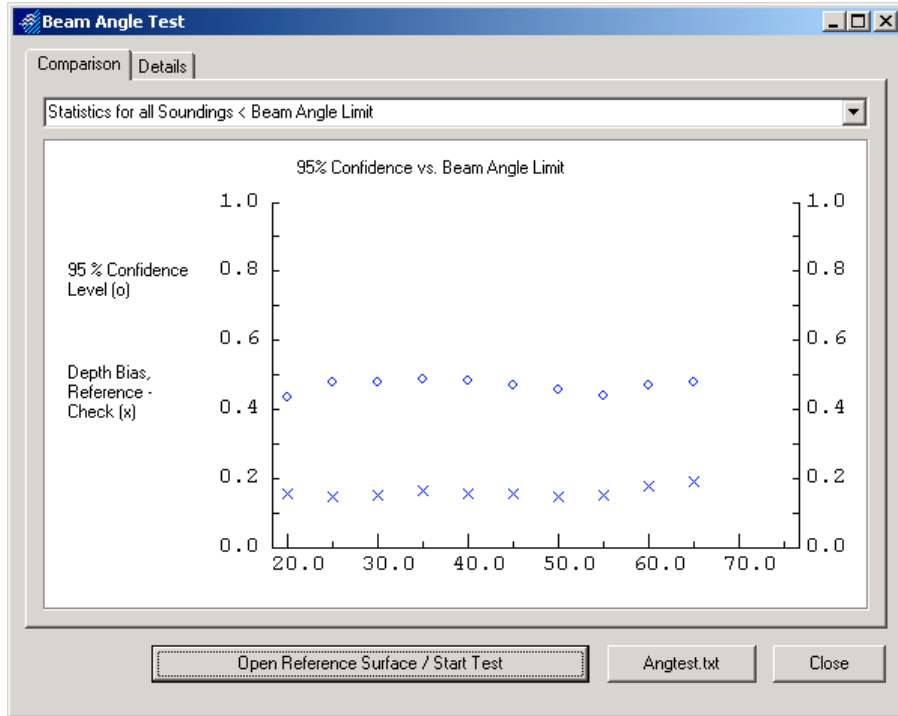 Beam Angle Test
Comparison
Details
Statistics for all Soundings < Beam Angle Limit
95% Confidence vs. Beam Angle Limit
95 % Confidence
Level (o)
Depth Bias,
Reference -
Check (x)
1.0
0.8
0.6
0.4
0.2
0.0
1.0
0.8
0.6
0.4
0.2
0.0
20.0 30.0 40.0 50.0 60.0 70.0
Open Reference Surface / Start Test
Angtest.txt
Close